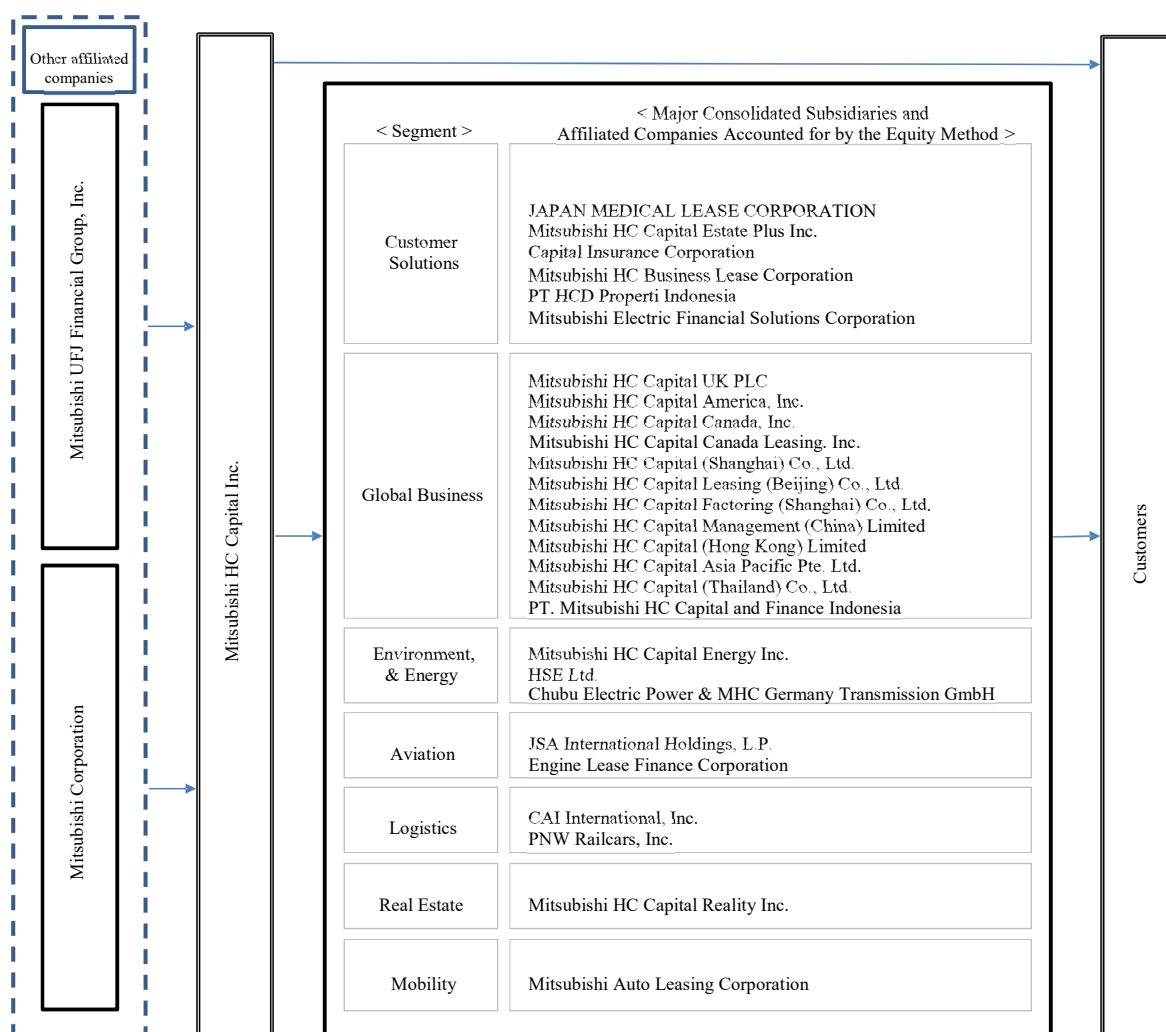 Other affiliated
companies
Mitsubishi UFJ Financial Group, Inc.
Mitsubishi Corporation
Mitsubishi HC Capital Inc.
< Segment >
< Major Consolidated Subsidiaries and
Affiliated Companies Accounted for by the Equity Method >
Customer
Solutions
JAPAN MEDICAL LEASE CORPORATION
Mitsubishi HC Capital Estate Plus Inc.
Capital Insurance Corporation
Mitsubishi HC Business Lease Corporation
PT HCD Properti Indonesia
Mitsubishi Electric Financial Solutions Corporation
Global Business
Mitsubishi HC Capital UK PLC
Mitsubishi HC Capital America, Inc.
Mitsubishi HC Capital Canada, Inc.
Mitsubishi HC Capital Canada Leasing. Inc.
Mitsubishi HC Capital (Shanghai) Co., Ltd.
Mitsubishi HC Capital Leasing (Beijing) Co., Ltd.
Mitsubishi HC Capital Factoring (Shanghai) Co., Ltd.
Mitsubishi HC Capital Management (China) Limited
Mitsubishi HC Capital (Hong Kong) Limited
Mitsubishi HC Capital Asia Pacific Pte. Ltd.
Mitsubishi HC Capital (Thailand) Co., Ltd.
PT. Mitsubishi HC Capital and Finance Indonesia
Environment,
& Energy
Mitsubishi HC Capital Energy Inc.
HSE Ltd.
Chubu Electric Power & MHC Germany Transmission GmbH
Aviation
JSA International Holdings, L.P.
Engine Lease Finance Corporation
Logistics
CAI International, Inc.
PNW Railcars, Inc.
Real Estate
Mitsubishi HC Capital Reality Inc.
Mobility
Mitsubishi Auto Leasing Corporation
Customers